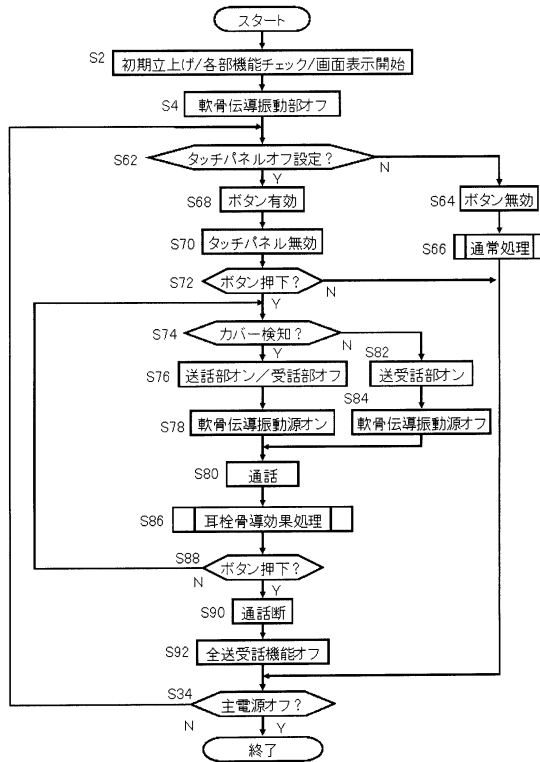 スタート
S2
初期立上げ/各部機能チェック/画面表示開始
S4
軟骨伝導振動部オフ
S62
タッチパネルオフ設定?
Y
N
S68
ボタン有効
S64
ボタン無効
S70
タッチパネル無効
S66
通常処理
S72
ボタン押下?
Y
N
S74
カバー検知?
Y
N
S82
送受話部オン
S76
送話部オン/受話部オフ
S84
軟骨伝導振動源オフ
S78
軟骨伝導振動源オン
S80
通話
S86
耳栓骨導効果処理
S88
ボタン押下?
N
Y
S90
通話断
S92
全送受話機能オフ
S34
主電源オフ?
N
Y
終了